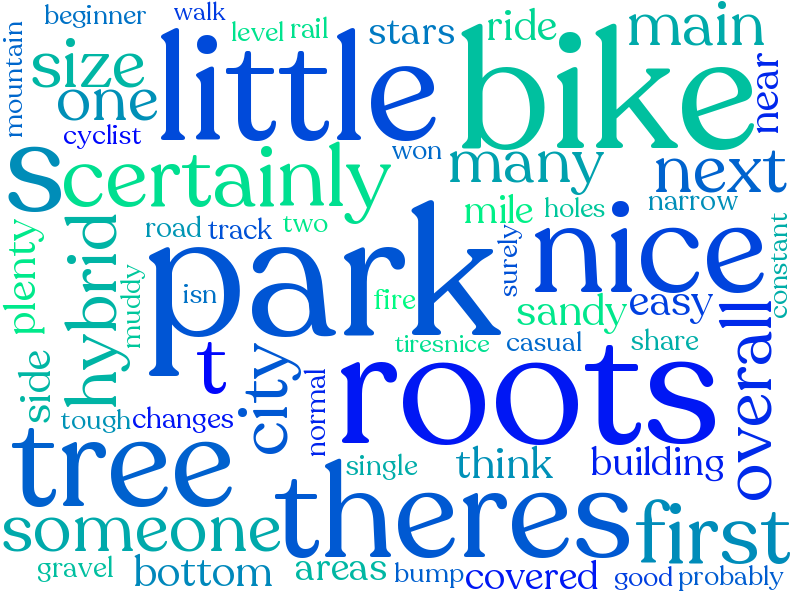 beginner
walk
level
rail
stars
ride
main
mountain
size
one
little
bike
near
cyclist
won
s
certainly
many
next
plenty
hybrid
road
track
two
mile
holes
narrow
constant
muddy
park
surely
nice
isn
fire
sandy
easy
overall
side
t
city
tiresnice
casual
share
tough
changes
normal
roots
tree
single
think
building
someone
theres
first
gravel
bottom
areas
bump
covered
good
probably